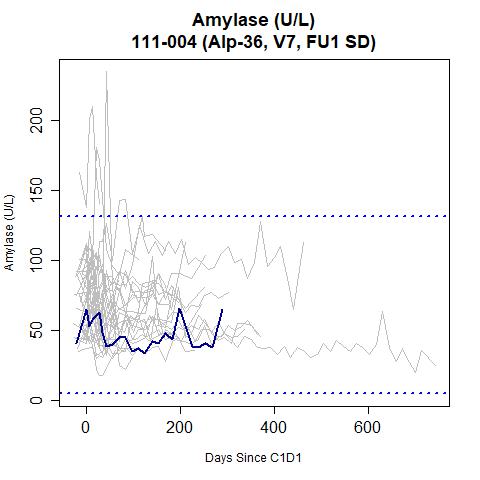 Amylase (U/L)
111-004 (Alp-36, V7, FU1 SD)
Amylase (U/L)
200
150
100
50
0
0 200 400 600
Days Since C1D1